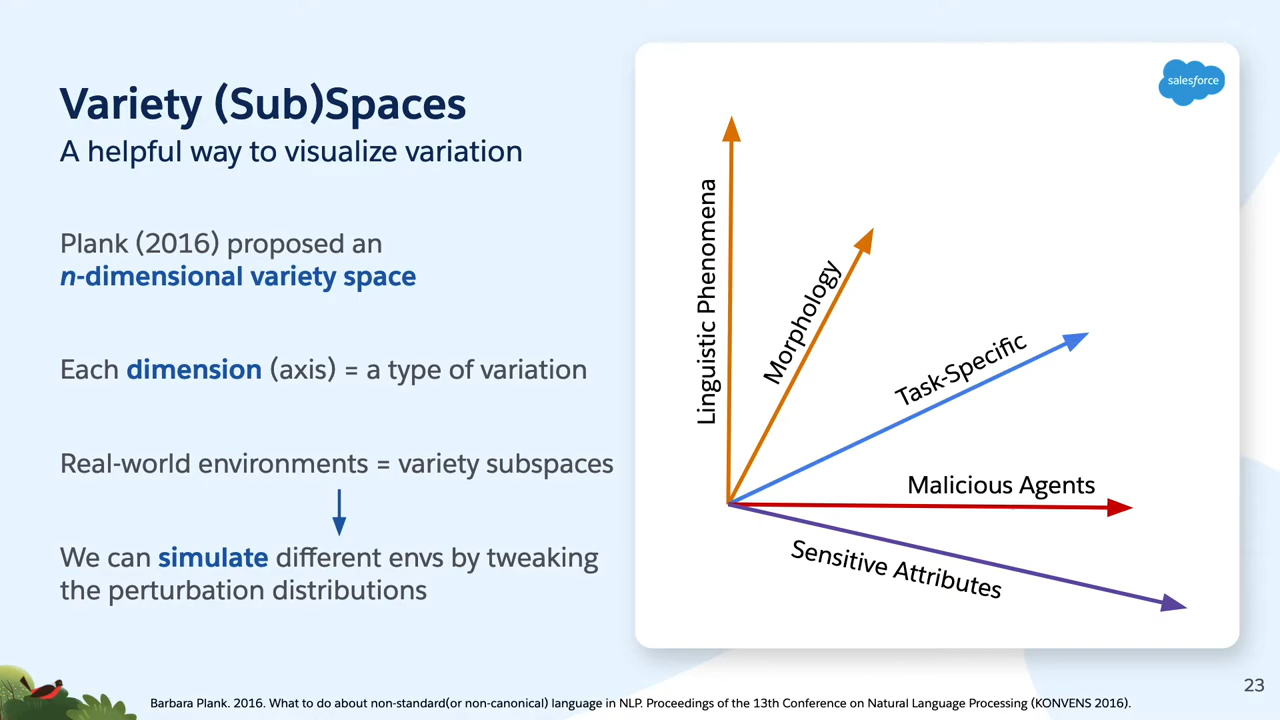 Variety (Sub)Spaces
A helpful way to visualize variation
Plank (2016) proposed an
n-dimensional variety space
Each dimension (axis) = a type of variation
Real-world environments = variety subspaces
We can simulate different envs by tweaking
the perturbation distributions
salesforce
Linguistic Phenomena
Morphology
Task-Specific
Malicious Agents
Sensitive Attributes
Barbara Plank. 2016. What to do about non-standard(or non-canonical) language in NLP. Proceedings of the 13th Conference on Natural Language Processing (KONVENS 2016).
23